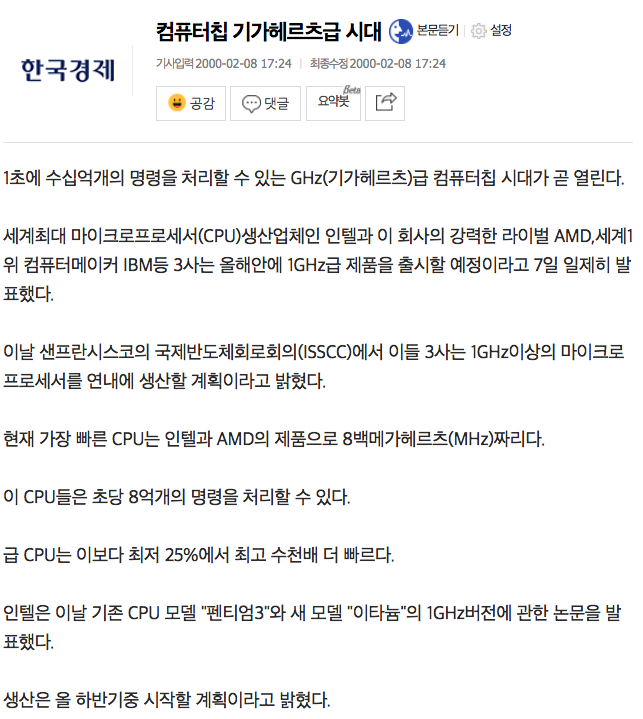 컴퓨터칩 기가헤르츠급 시대 본문듣기 설정
한국경제
기사입력 2000-02-08 17:24 최종수정 2000-02-08 17:24
공감 댓글 요약봇 Beta
1초에 수십억개의 명령을 처리할 수 있는 GHz(기가헤르츠)급 컴퓨터칩 시대가 곧 열린다.
세계최대 마이크로프로세서(CPU)생산업체인 인텔과 이 회사의 강력한 라이벌 AMD,세계1
위 컴퓨터메이커 IBM등 3사는 올해안에 1GHz급 제품을 출시할 예정이라고 7일 일제히 발
표했다.
이날 샌프란시스코의 국제반도체회로회의(ISSCC)에서 이들 3사는 1GHz이상의 마이크로
프로세서를 연내에 생산할 계획이라고 밝혔다.
현재 가장 빠른 CPU는 인텔과 AMD의 제품으로 8백메가헤르츠(MHz)짜리다.
이 CPU들은 초당 8억개의 명령을 처리할 수 있다.
급 CPU는 이보다 최저 25%에서 최고 수천배 더 빠르다.
인텔은 이날 기존 CPU 모델 "펜티엄3"와 새 모델 "이타늄"의 1GHz버전에 관한 논문을 발
표했다.
생산은 올 하반기중 시작할 계획이라고 밝혔다.